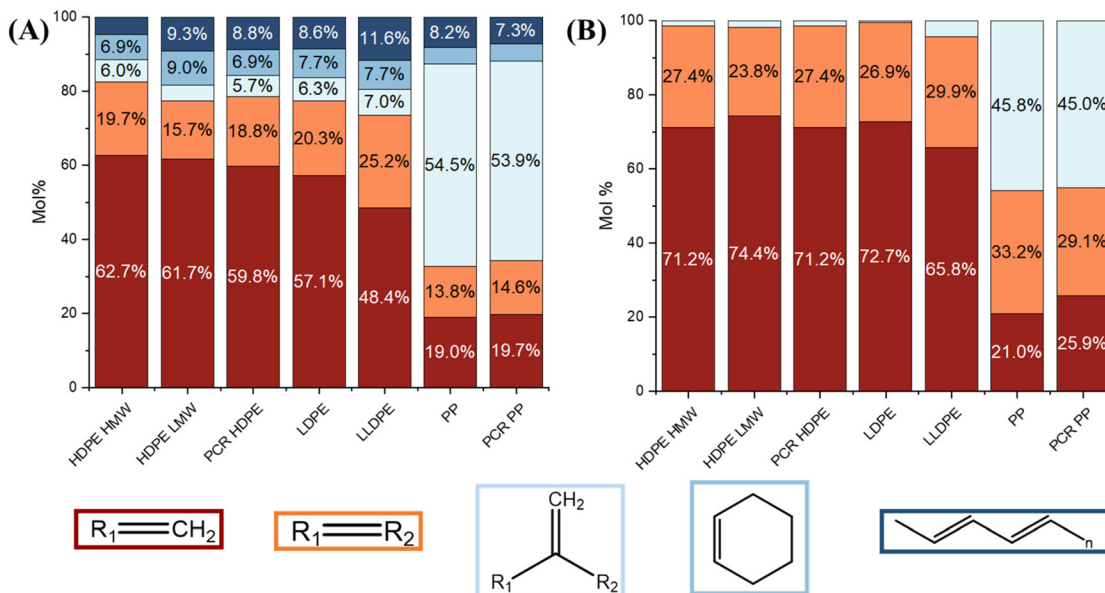 (A)
Mol%
100
80
60
40
20
0
6.9%
6.0%
19.7%
62.7%
9.3%
9.0%
15.7%
61.7%
8.8%
6.9%
5.7%
18.8%
59.8%
8.6%
7.7%
6.3%
20.3%
57.1%
11.6%
7.7%
7.0%
25.2%
48.4%
8.2%
54.5%
13.8%
19.0%
7.3%
53.9%
14.6%
19.7%
HDPE HMW
HDPE LMW
PCR HDPE
LDPE
LLDPE
PP
PCR PP
(B)
Mol %
100
80
60
40
20
0
27.4%
71.2%
23.8%
74.4%
27.4%
71.2%
26.9%
72.7%
29.9%
65.8%
45.8%
33.2%
21.0%
45.0%
29.1%
25.9%
HDPE HMW
HDPE LMW
PCR HDPE
LDPE
LLDPE
PP
PCR PP
R1 CH2
R1 R2
CH2
R1 R2
n